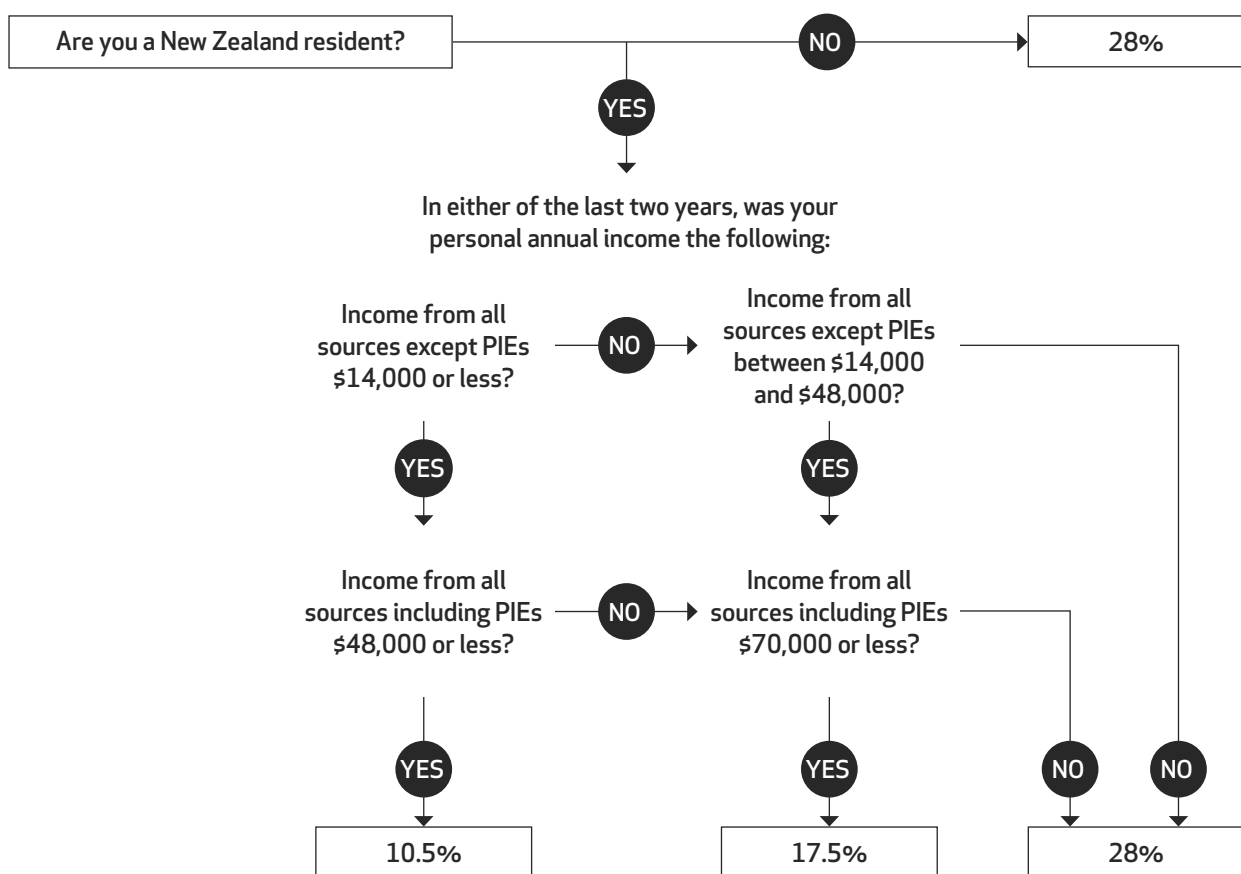 Are you a New Zealand resident?
NO
28%
YES
In either of the last two years, was your
personal annual income the following:
Income from all
sources except PIEs
$14,000 or less?
NO
Income from all
sources except PIEs
between $14,000
and $48,000?
YES
YES
Income from all
sources including PIEs
$48,000 or less?
NO
Income from all
sources including PIEs
$70,000 or less?
YES
YES
NO
NO
10.5%
17.5%
28%